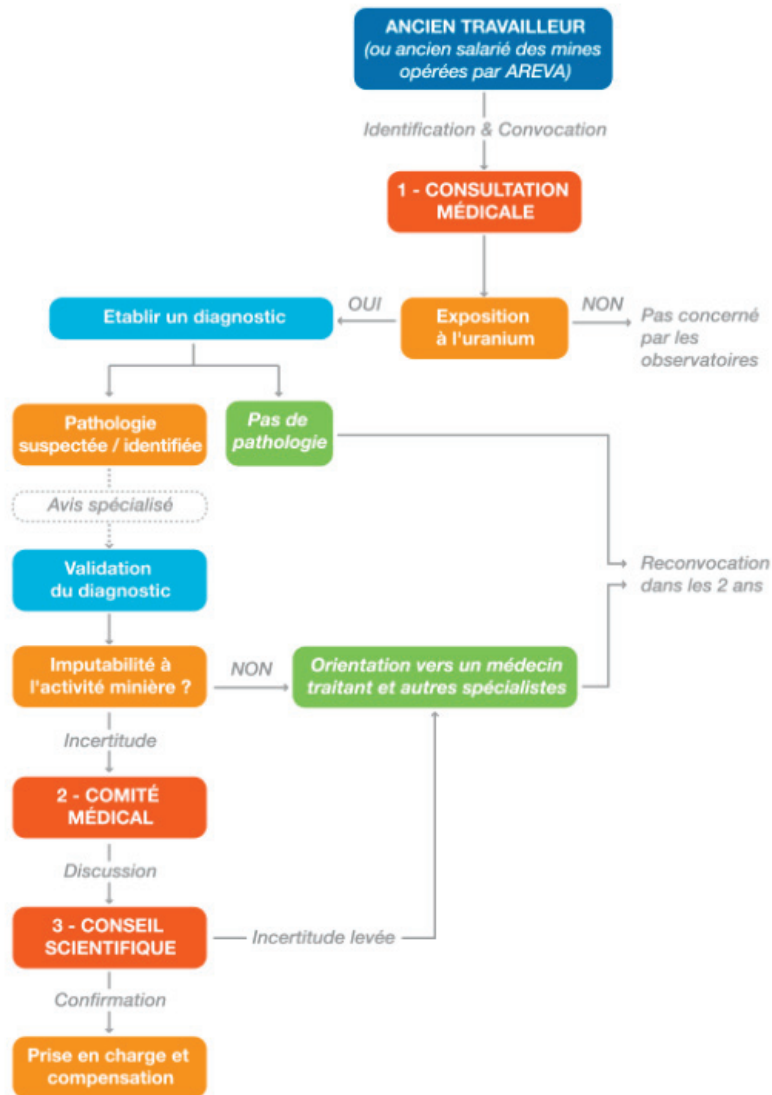 ANCIEN TRAVAILLEUR
(ou ancien salarié des mines
opérées par AREVA)
Identification & Convocation
1 - CONSULTATION
MÉDICALE
Exposition
à l'uranium
OUI
NON
Pas concerné
par les
observatoires
Etablir un diagnostic
Pathologie
suspectée / identifiée
Pas de
pathologie
Avis spécialisé
Validation
du diagnostic
Reconvocation
dans les 2 ans
Imputabilité à
l'activité minière ?
NON
Orientation vers un médecin
traitant et autres spécialistes
Incertitude
2 - COMITÉ
MÉDICAL
Discussion
3 - CONSEIL
SCIENTIFIQUE
Incertitude levée
Confirmation
Prise en charge et
compensation